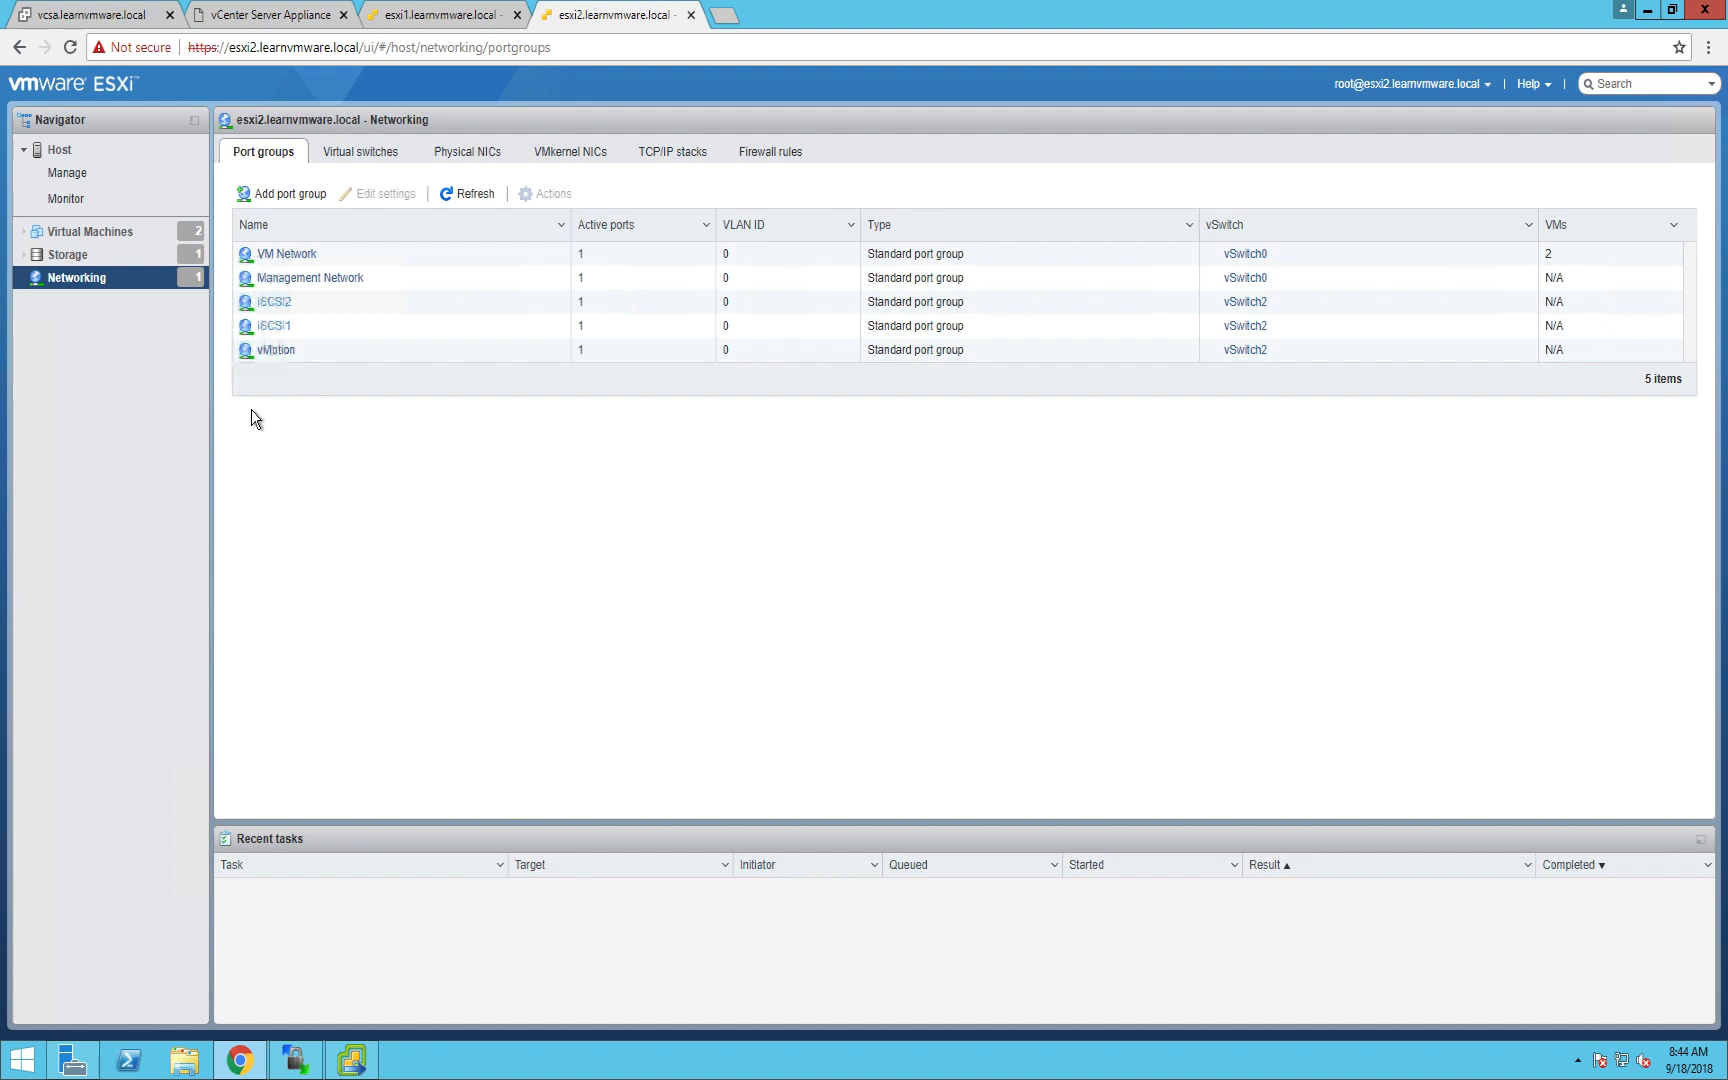 vcsa.learnvmware.local
vCenter Server Appliance
esxi1.learnvmware.local -
esxi2.learnvmware.local -
Not secure
https://esxi2.learnvmware.local/ui/#/host/networking/portgroups
vmware ESXi™
root@esxi2.learnvmware.local
Help
Search
Navigator
esxi2.learnvmware.local - Networking
Host
Manage
Monitor
Virtual Machines 2
Storage 1
Networking 1
Port groups Virtual switches Physical NICs VMkernel NICs TCP/IP stacks Firewall rules
Add port group Edit settings Refresh Actions
Name Active ports VLAN ID Type vSwitch VMs
VM Network 1 0 Standard port group vSwitch0 2
Management Network 1 0 Standard port group vSwitch0 N/A
iSCSI2 1 0 Standard port group vSwitch2 N/A
iSCSI1 1 0 Standard port group vSwitch2 N/A
vMotion 1 0 Standard port group vSwitch2 N/A
5 items
Recent tasks
Task Target Initiator Queued Started Result ▲ Completed ▼
8:44 AM
9/18/2018